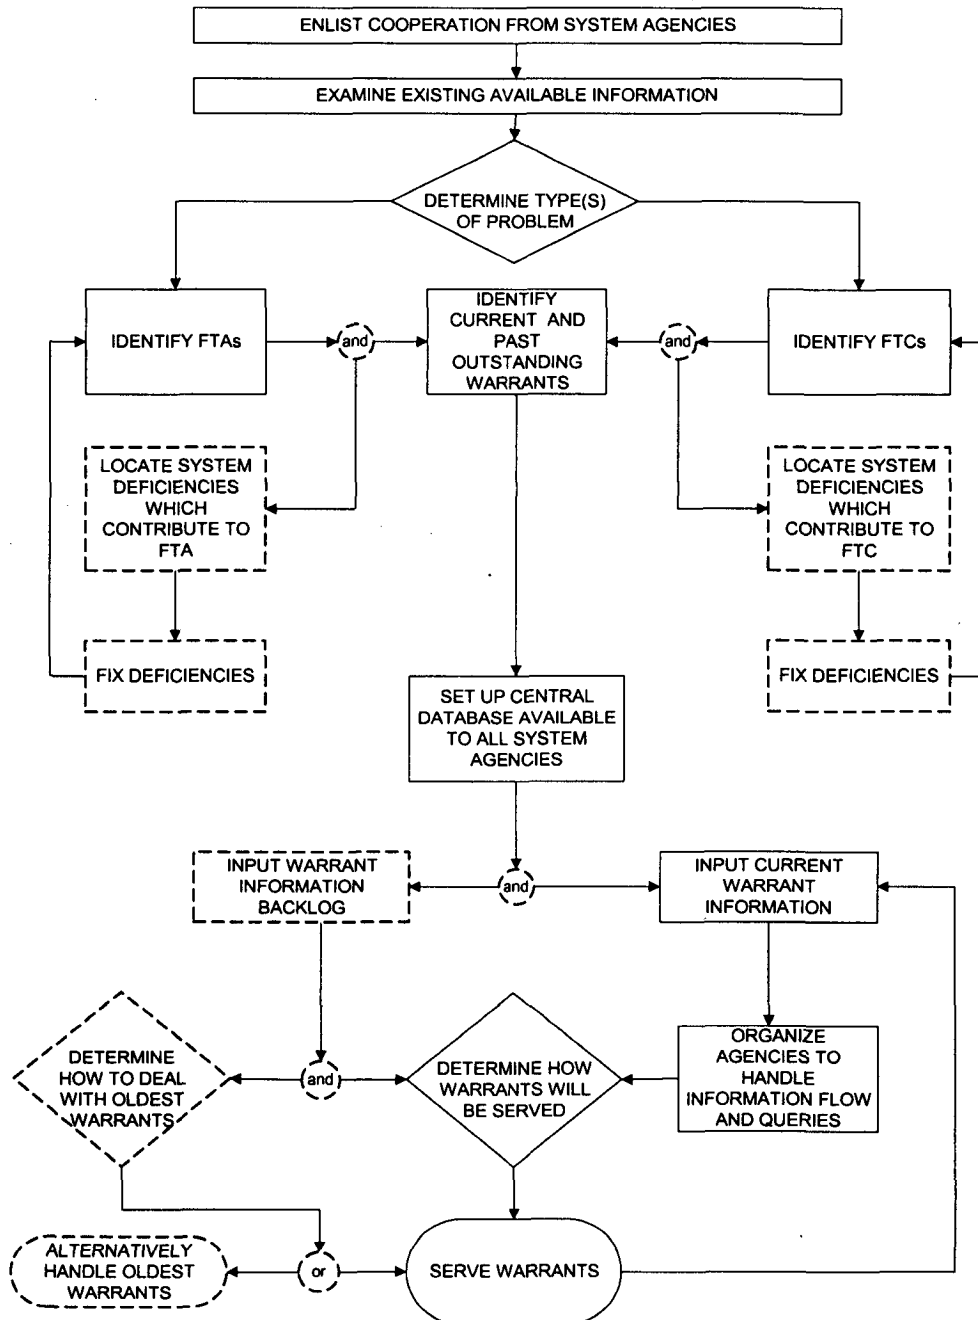 ENLIST COOPERATION FROM SYSTEM AGENCIES
EXAMINE EXISTING AVAILABLE INFORMATION
DETERMINE TYPE(S)
OF PROBLEM
IDENTIFY FTAs
and
IDENTIFY
CURRENT AND
PAST
OUTSTANDING
WARRANTS
and
IDENTIFY FTCs
LOCATE SYSTEM
DEFICIENCIES
WHICH
CONTRIBUTE TO
FTA
LOCATE SYSTEM
DEFICIENCIES
WHICH
CONTRIBUTE TO
FTC
FIX DEFICIENCIES
FIX DEFICIENCIES
SET UP CENTRAL
DATABASE AVAILABLE
TO ALL SYSTEM
AGENCIES
INPUT WARRANT
INFORMATION
BACKLOG
and
INPUT CURRENT
WARRANT
INFORMATION
DETERMINE
HOW TO DEAL
WITH OLDEST
WARRANTS
and
DETERMINE HOW
WARRANTS WILL
BE SERVED
ORGANIZE
AGENCIES TO
HANDLE
INFORMATION FLOW
AND QUERIES
ALTERNATIVELY
HANDLE OLDEST
WARRANTS
or
SERVE WARRANTS